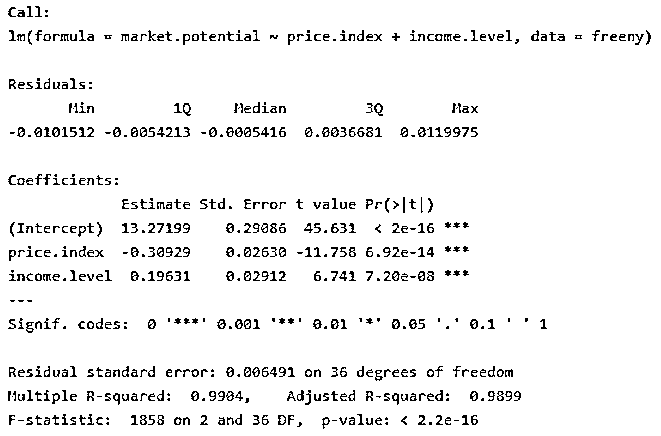 Call:
lm(formula = market.potential ~ price.index + income.level, data = freeny)
Residuals:
Min 1Q Median 3Q Max
-0.0101512 -0.0054213 -0.0005416 0.0036681 0.0119975
Coefficients:
Estimate Std. Error t value Pr(>|t|)
(Intercept) 13.27199 0.29086 45.631 < 2e-16 ***
price.index -0.30929 0.02630 -11.758 6.92e-14 ***
income.level 0.19631 0.02912 6.741 7.20e-08 ***
---
Signif. codes: 0 '***' 0.001 '**' 0.01 '*' 0.05 '.' 0.1 ' ' 1
Residual standard error: 0.006491 on 36 degrees of freedom
Multiple R-squared: 0.9904, Adjusted R-squared: 0.9899
F-statistic: 1858 on 2 and 36 DF, p-value: < 2.2e-16